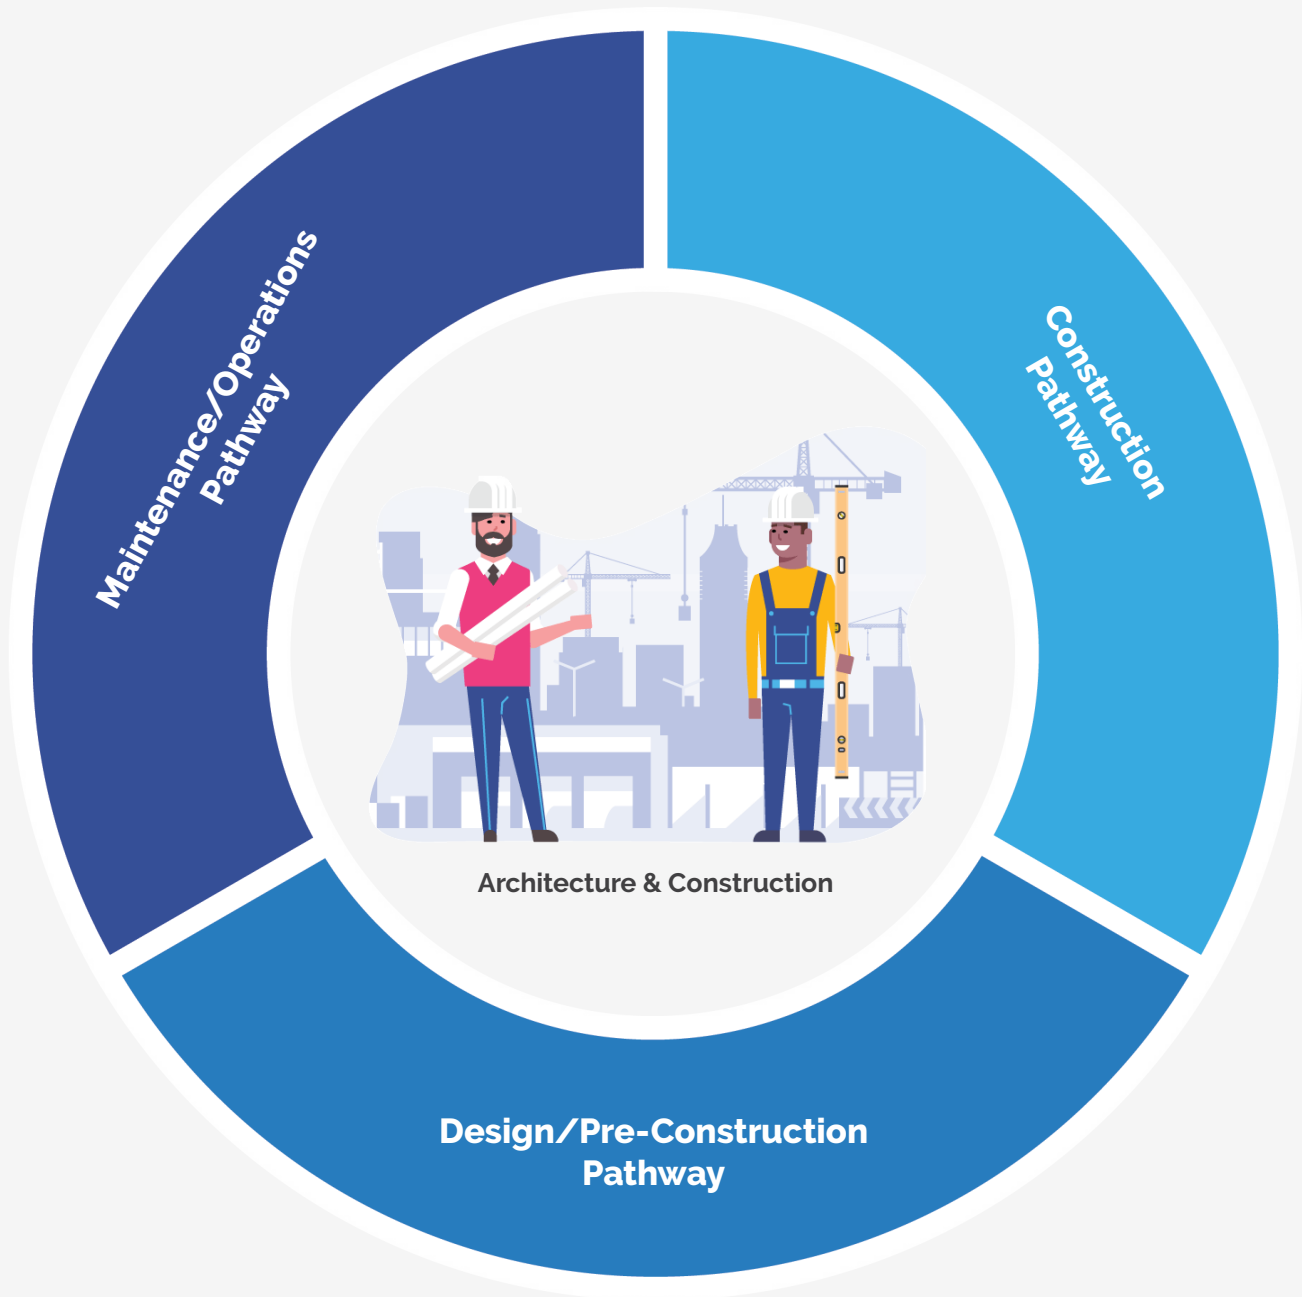 Maintenance/Operations
Pathway
Construction
Pathway
Architecture & Construction
Design/Pre-Construction
Pathway